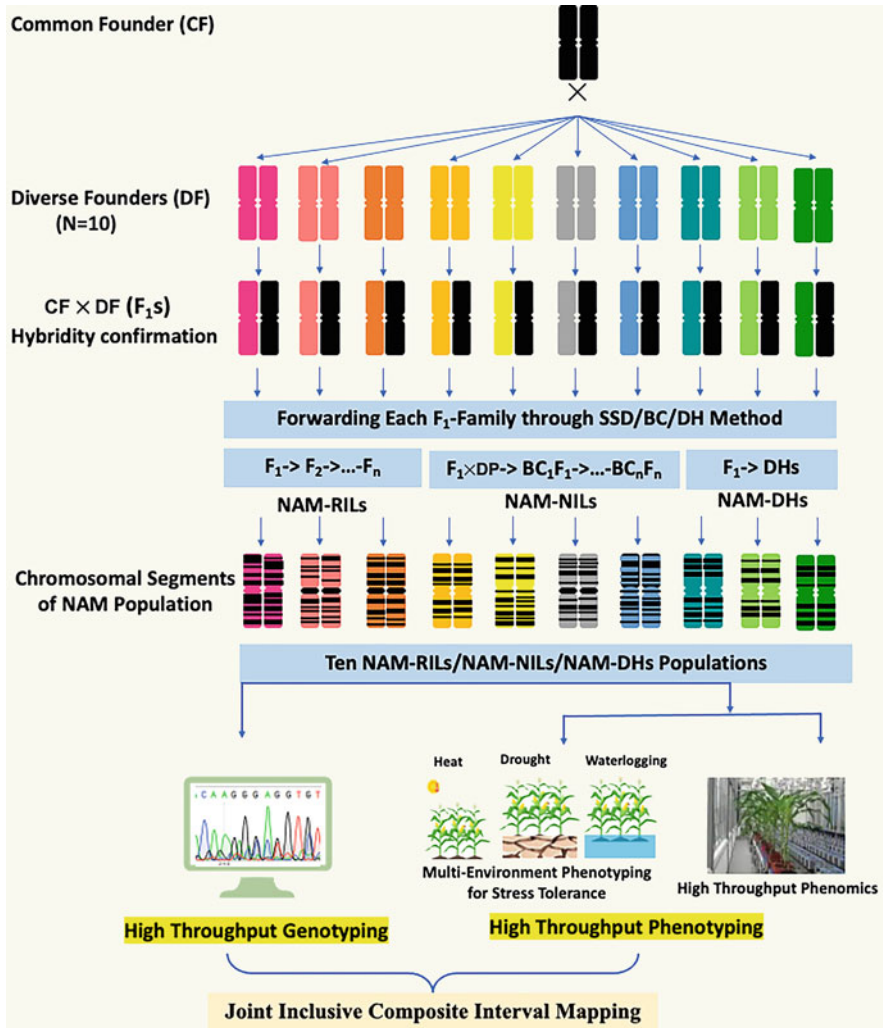 Common Founder (CF)
×
Diverse Founders (DF)
(N=10)
CF × DF (F₁s)
Hybridity confirmation
Forwarding Each F₁-Family through SSD/BC/DH Method
F₁-> F₂->...-Fₙ
NAM-RILs
F₁×DP-> BC₁F₁->...-BCₙFₙ
NAM-NILs
F₁-> DHs
NAM-DHs
Chromosomal Segments
of NAM Population
Ten NAM-RILs/NAM-NILs/NAM-DHs Populations
CAAGGGAGGTGT
Heat
Drought
Waterlogging
Multi-Environment Phenotyping
for Stress Tolerance
High Throughput Phenomics
High Throughput Genotyping
High Throughput Phenotyping
Joint Inclusive Composite Interval Mapping